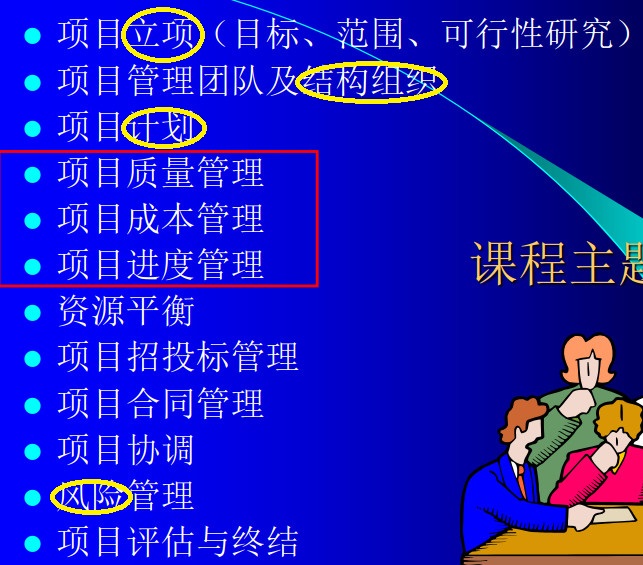 项目立项（目标、范围、可行性研究）
项目管理团队及结构组织
项目计划
项目质量管理
项目成本管理
项目进度管理
资源平衡
项目招投标管理
项目合同管理
项目协调
风险管理
项目评估与终结
课程主题